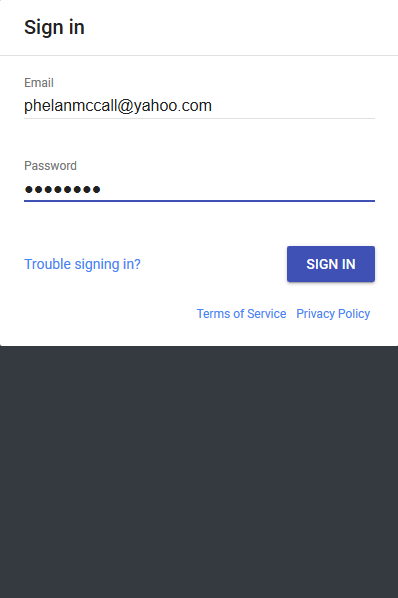 Sign in
Email
phelanmccall@yahoo.com
Password
●●●●●●●●
Trouble signing in?
SIGN IN
Terms of Service Privacy Policy